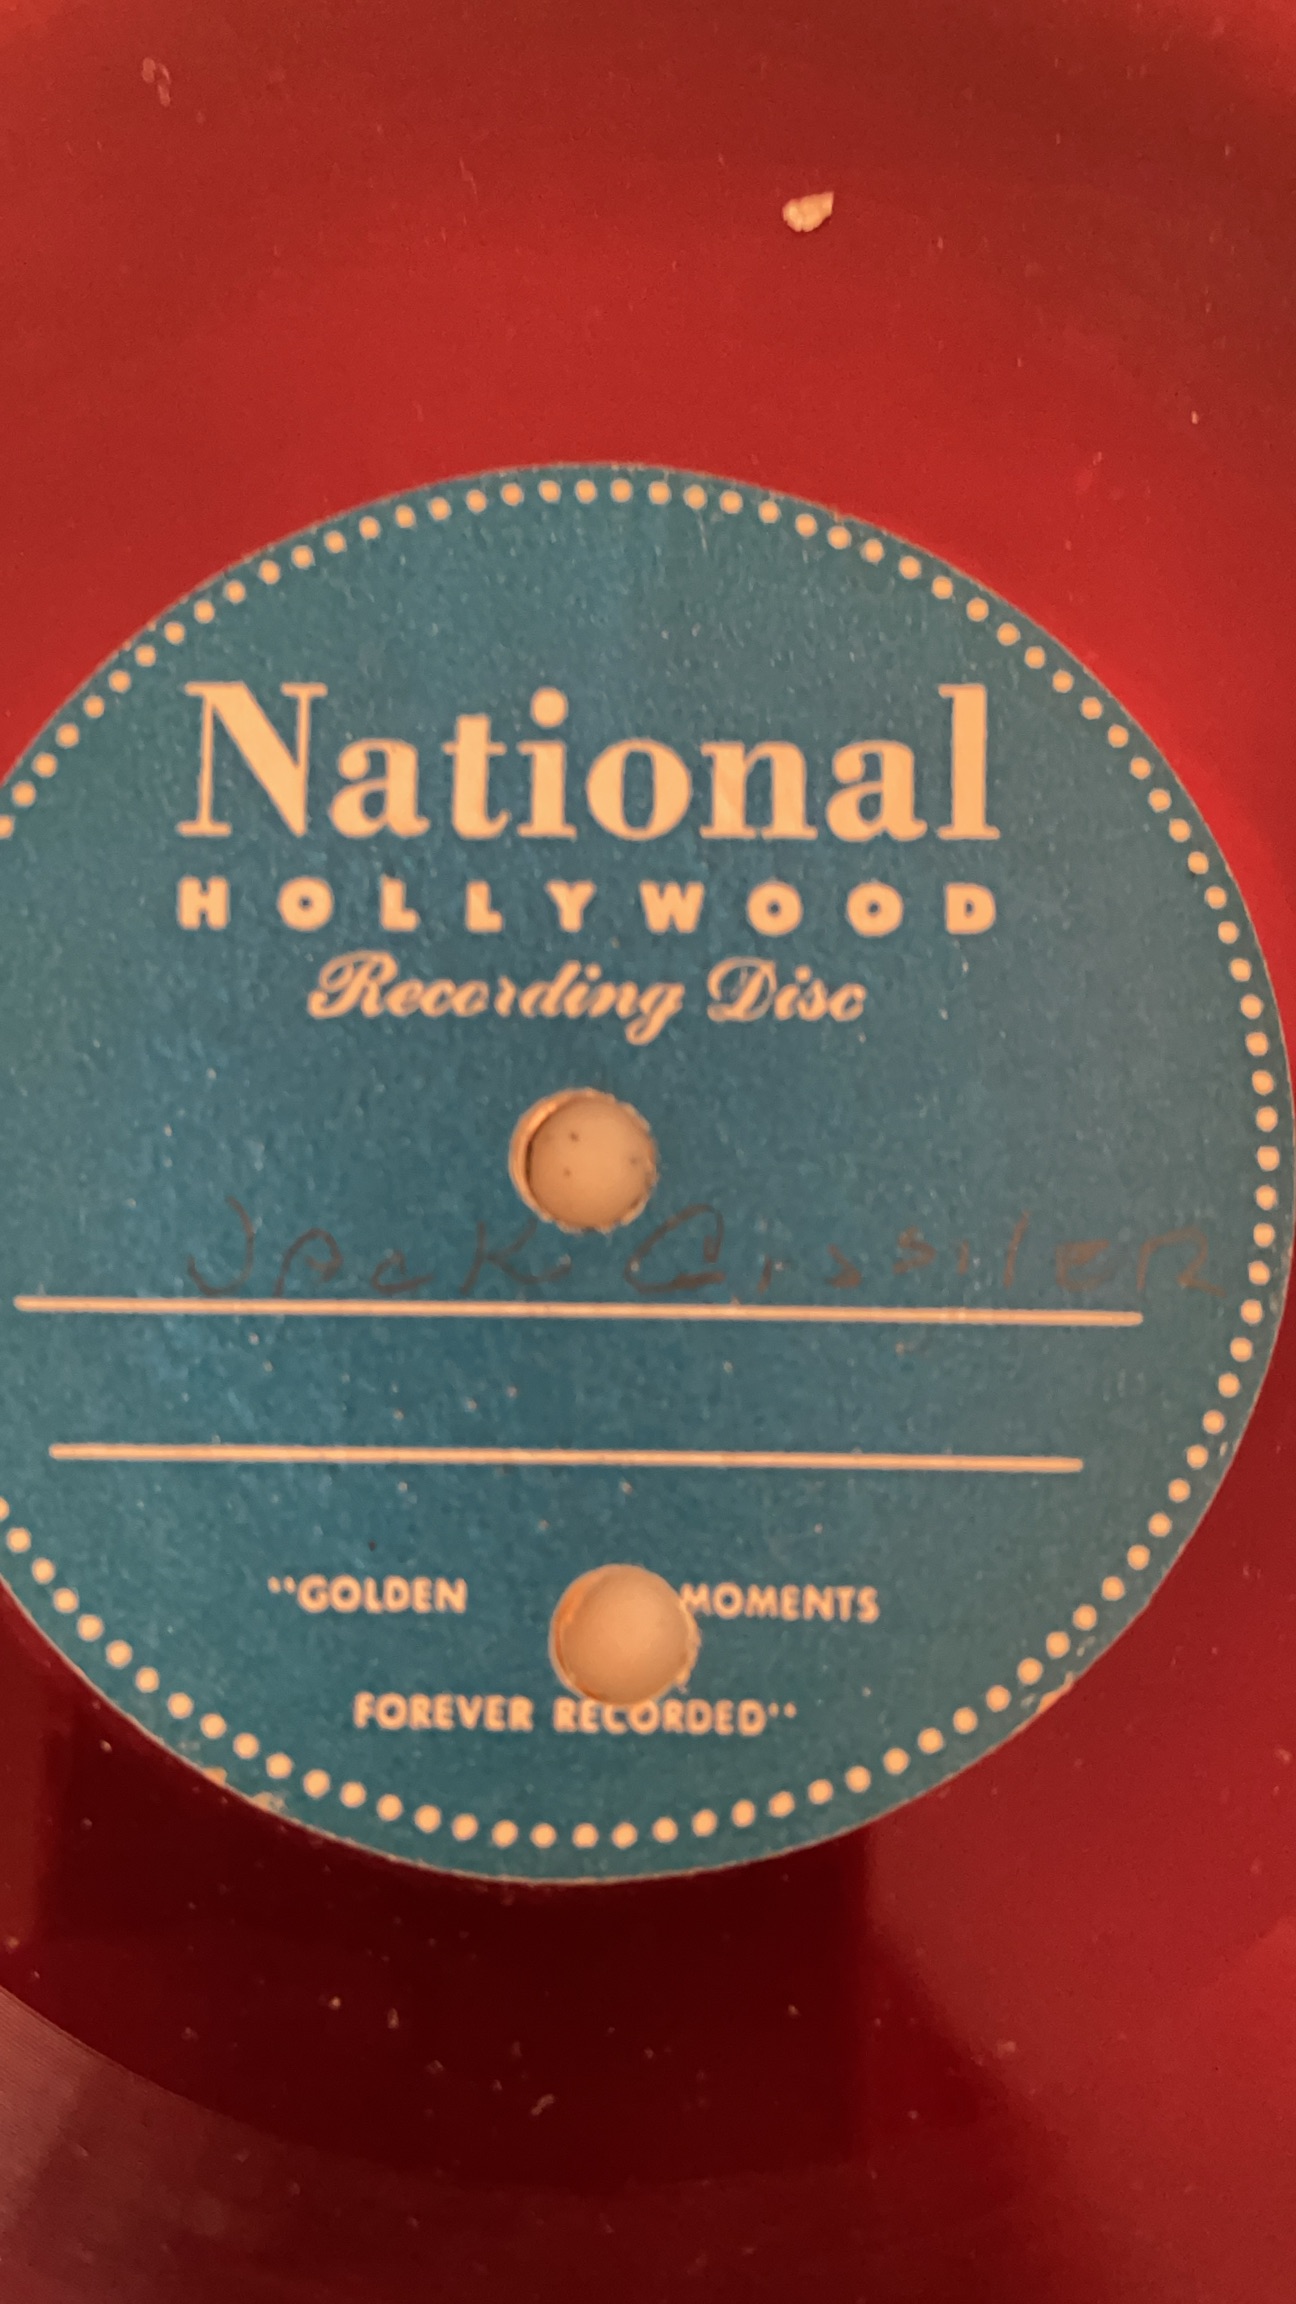 National
HOLLYWOOD
Recording Disc
Jack
"GOLDEN MOMENTS
FOREVER RECORDED"